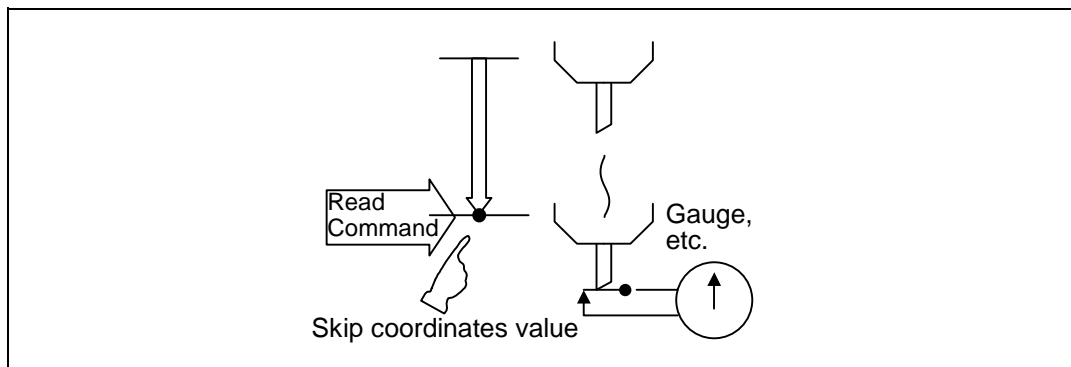 Read
Command
Gauge,
etc.
Skip coordinates value